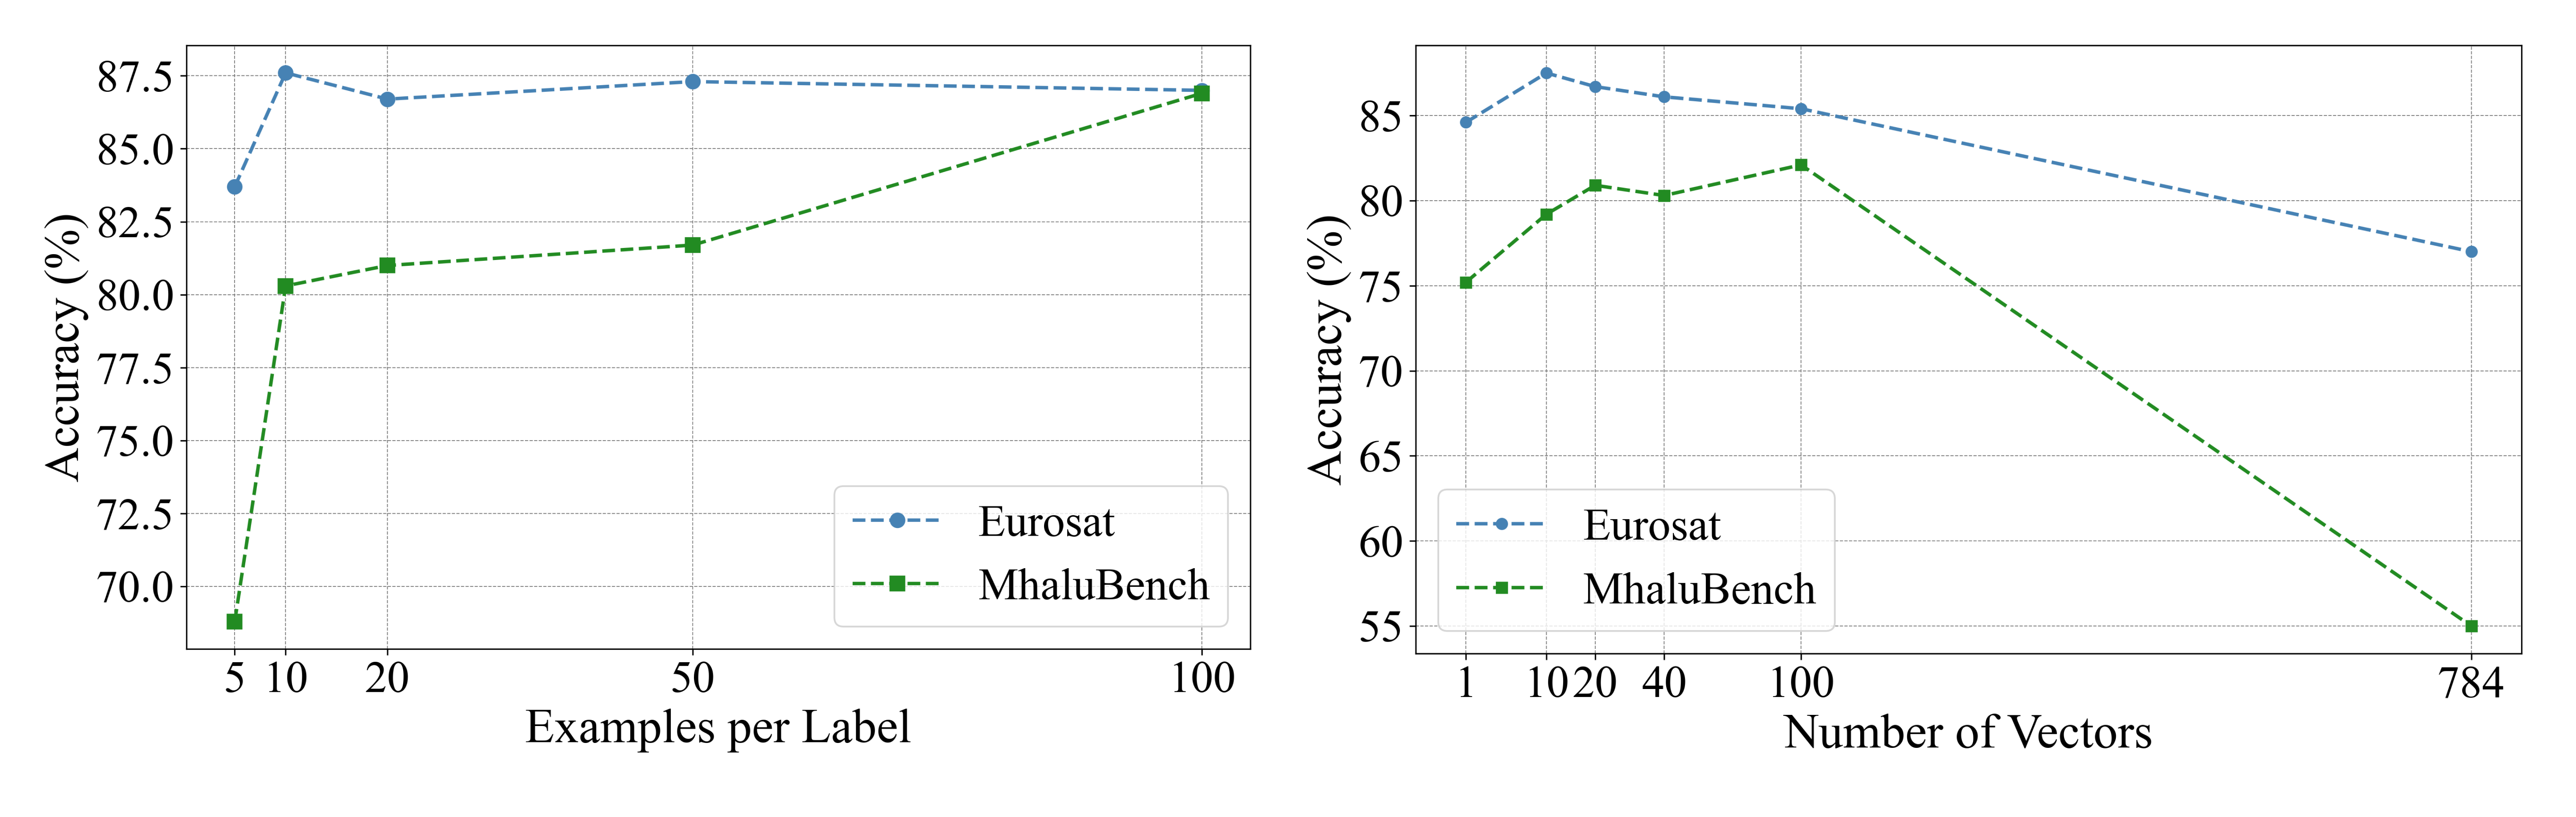 Accuracy (%)
87.5
85.0
82.5
80.0
77.5
75.0
72.5
70.0
5 10 20 50 100
Examples per Label
Eurosat
MhaluBench
Accuracy (%)
85
80
75
70
65
60
55
1 10 20 40 100 784
Number of Vectors
Eurosat
MhaluBench